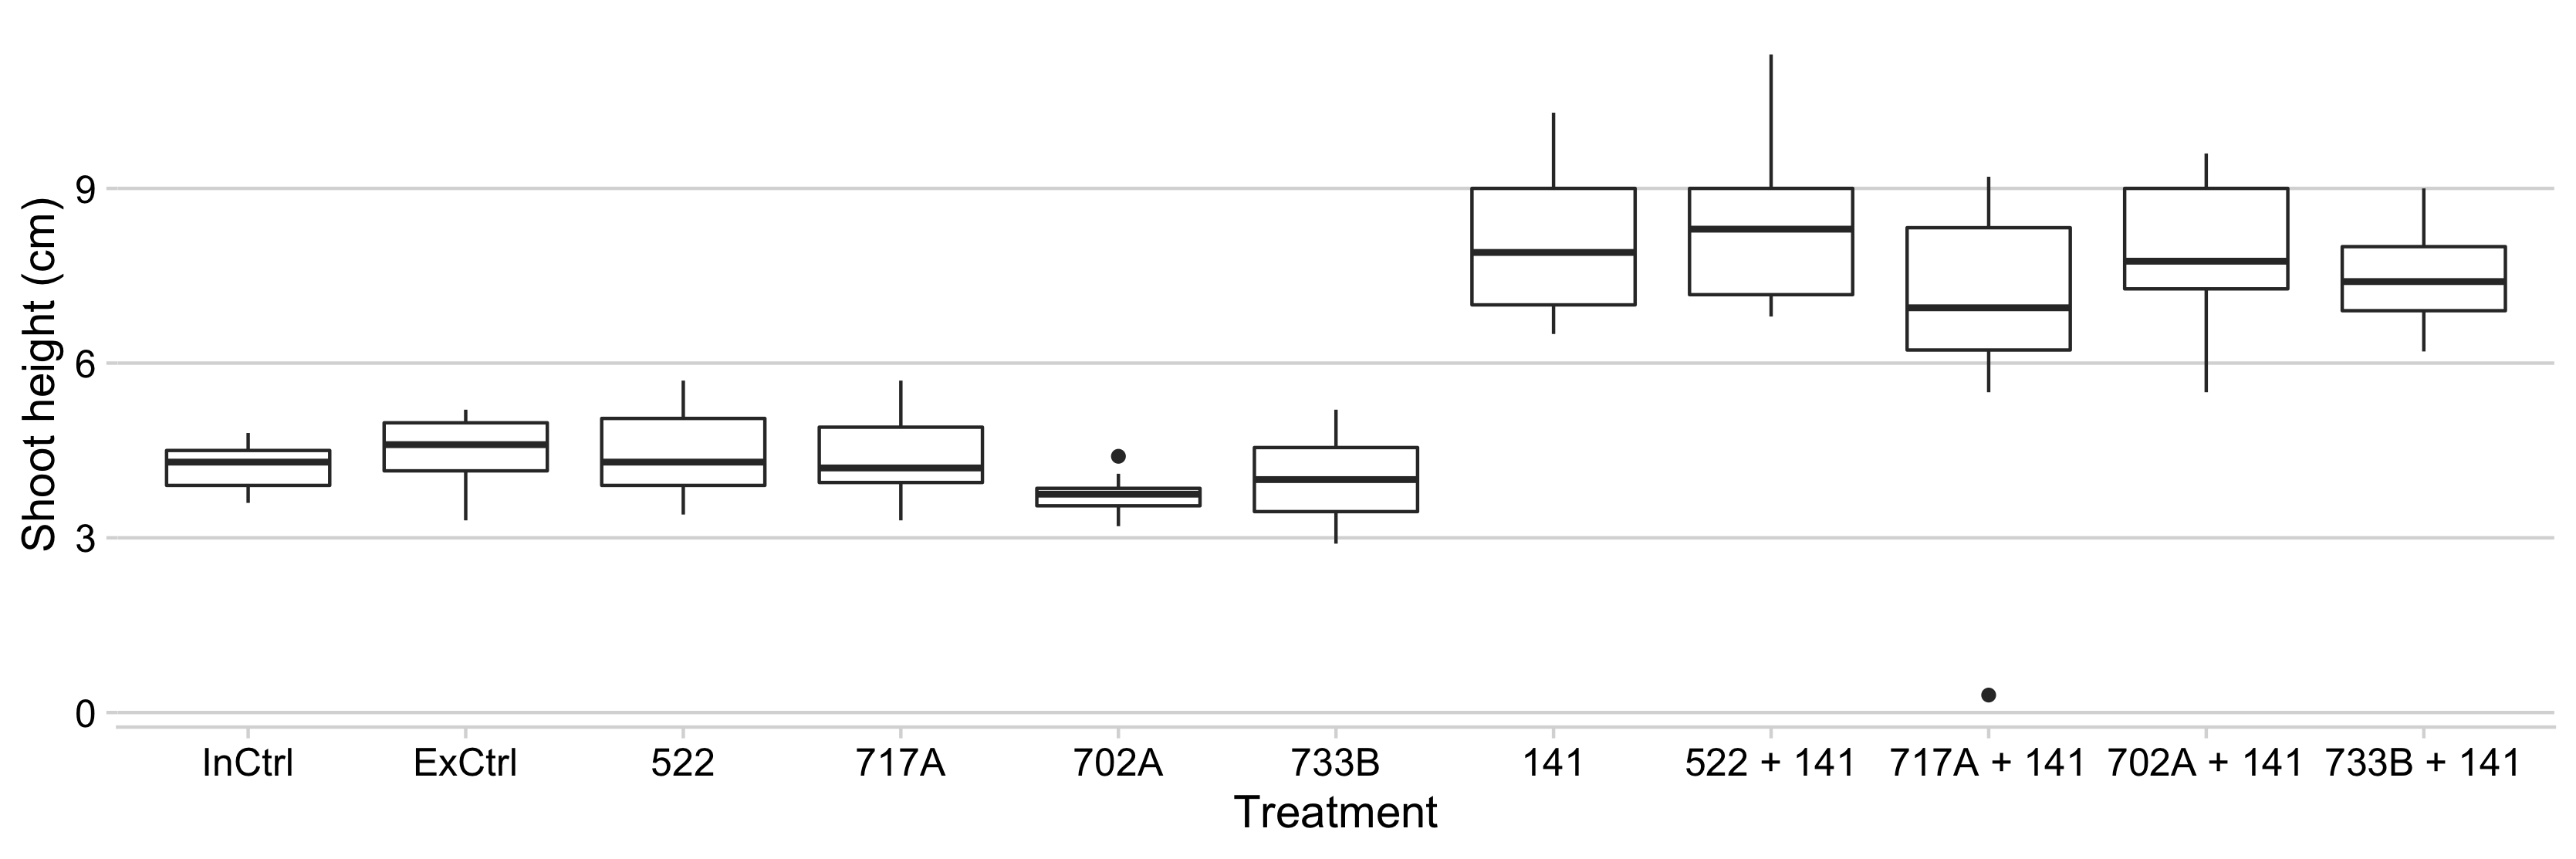 Shoot height (cm)
9
6
3
0
InCtrl ExCtrl 522 717A 702A 733B 141 522 + 141 717A + 141 702A + 141 733B + 141
Treatment